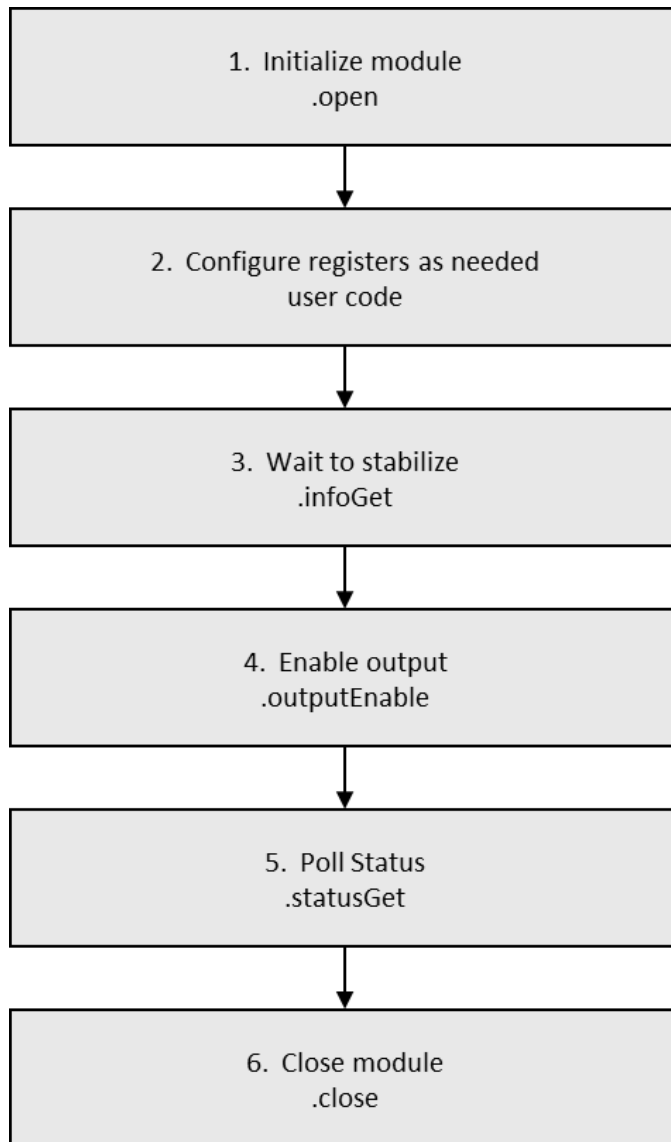 1. Initialize module
.open
2. Configure registers as needed
user code
3. Wait to stabilize
.infoGet
4. Enable output
.outputEnable
5. Poll Status
.statusGet
6. Close module
.close